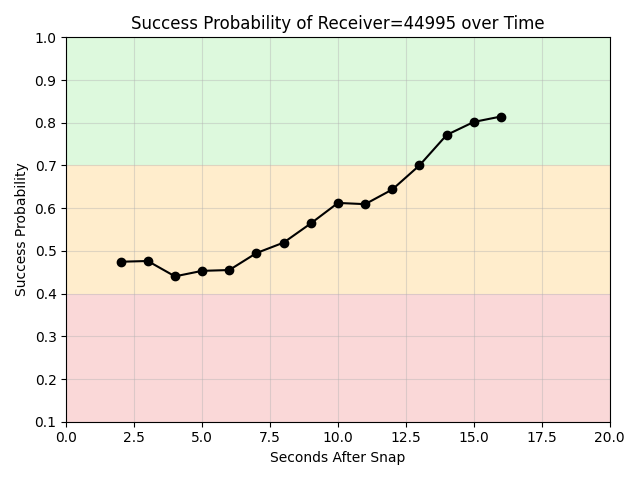 Success Probability of Receiver=44995 over Time
1.0
0.9
0.8
0.7
0.6
0.5
0.4
0.3
0.2
0.1
Success Probability
0.0 2.5 5.0 7.5 10.0 12.5 15.0 17.5 20.0
Seconds After Snap